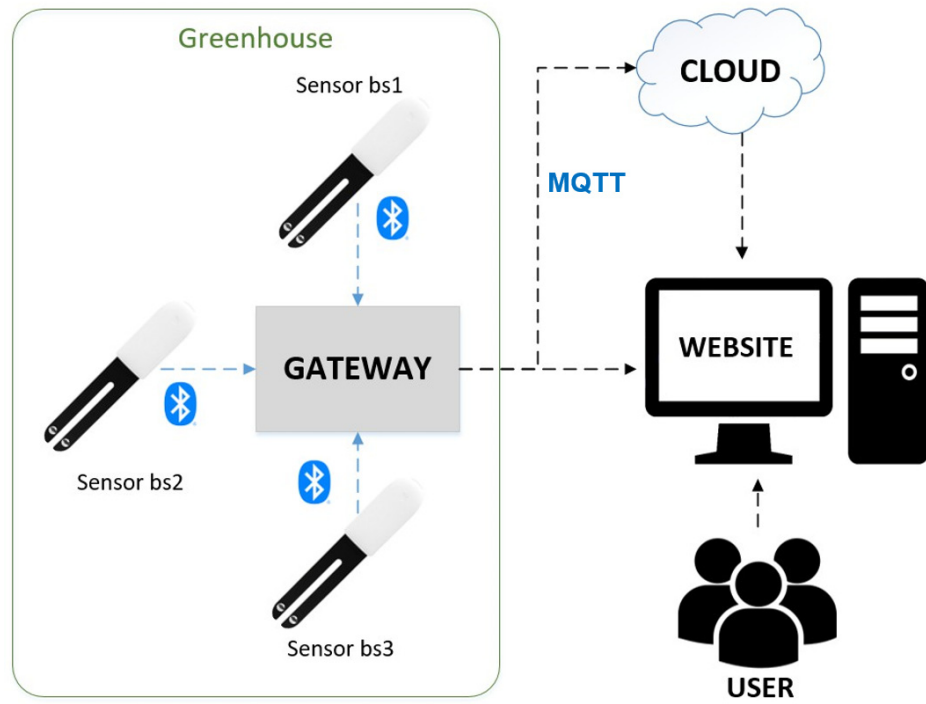 Greenhouse
Sensor bs1
CLOUD
MQTT
GATEWAY
WEBSITE
Sensor bs2
Sensor bs3
USER